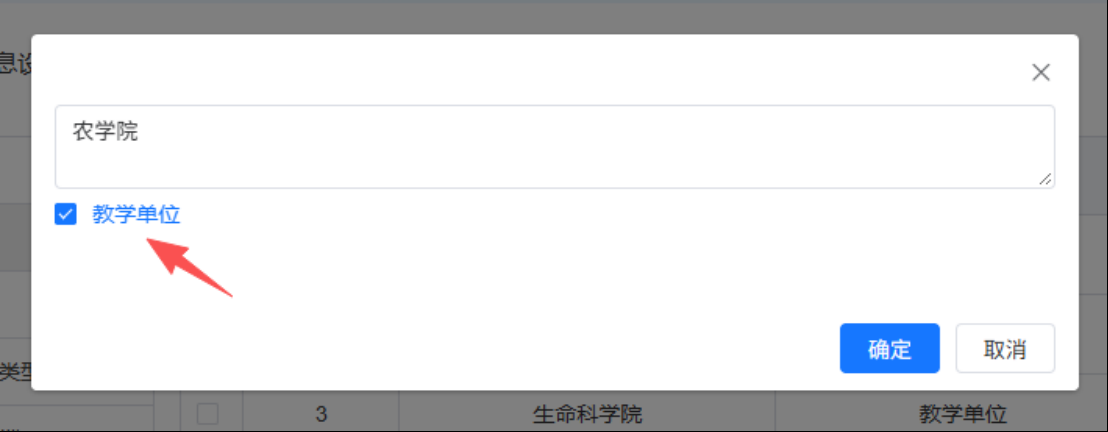 息设
农学院
教学单位
确定 取消
类型
3 生命科学院 教学单位